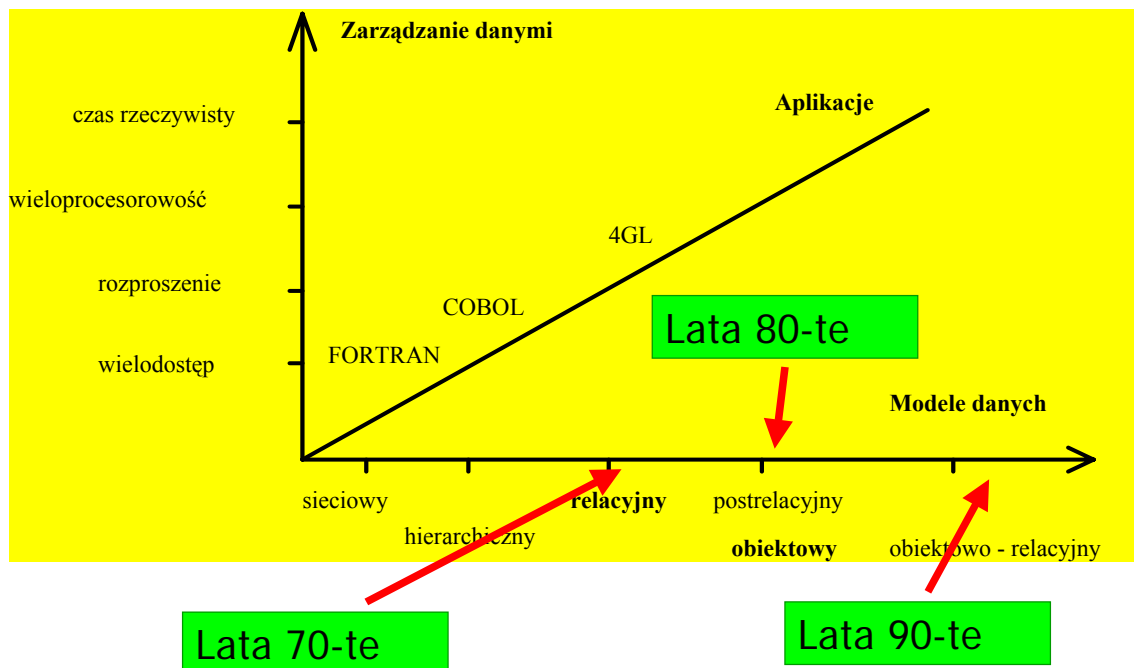 Zarządzanie danymi
Aplikacje
czas rzeczywisty
wieloprocesorowość
4GL
rozproszenie
COBOL
Lata 80-te
FORTRAN
wielodostęp
Modele danych
sieciowy
relacyjny
postrelacyjny
hierarchiczny
obiektowy
obiektowo - relacyjny
Lata 70-te
Lata 90-te